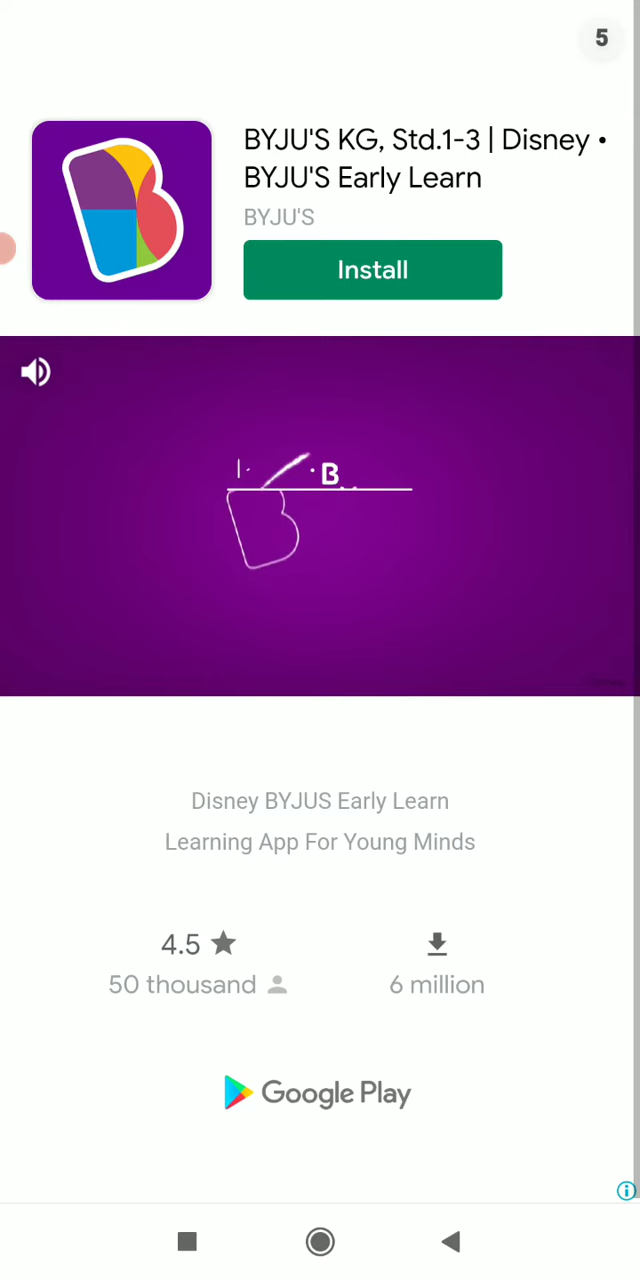 5
BYJU'S KG, Std.1-3 | Disney •
BYJU'S Early Learn
BYJU'S
Install
B
Disney BYJUS Early Learn
Learning App For Young Minds
4.5
50 thousand
6 million
Google Play